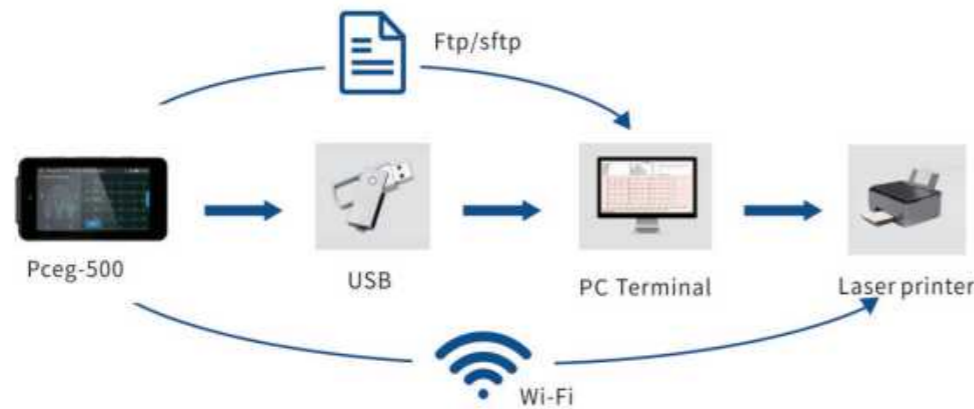 Ftp/sftp
Pceg-500
USB
PC Terminal
Laser printer
Wi-Fi